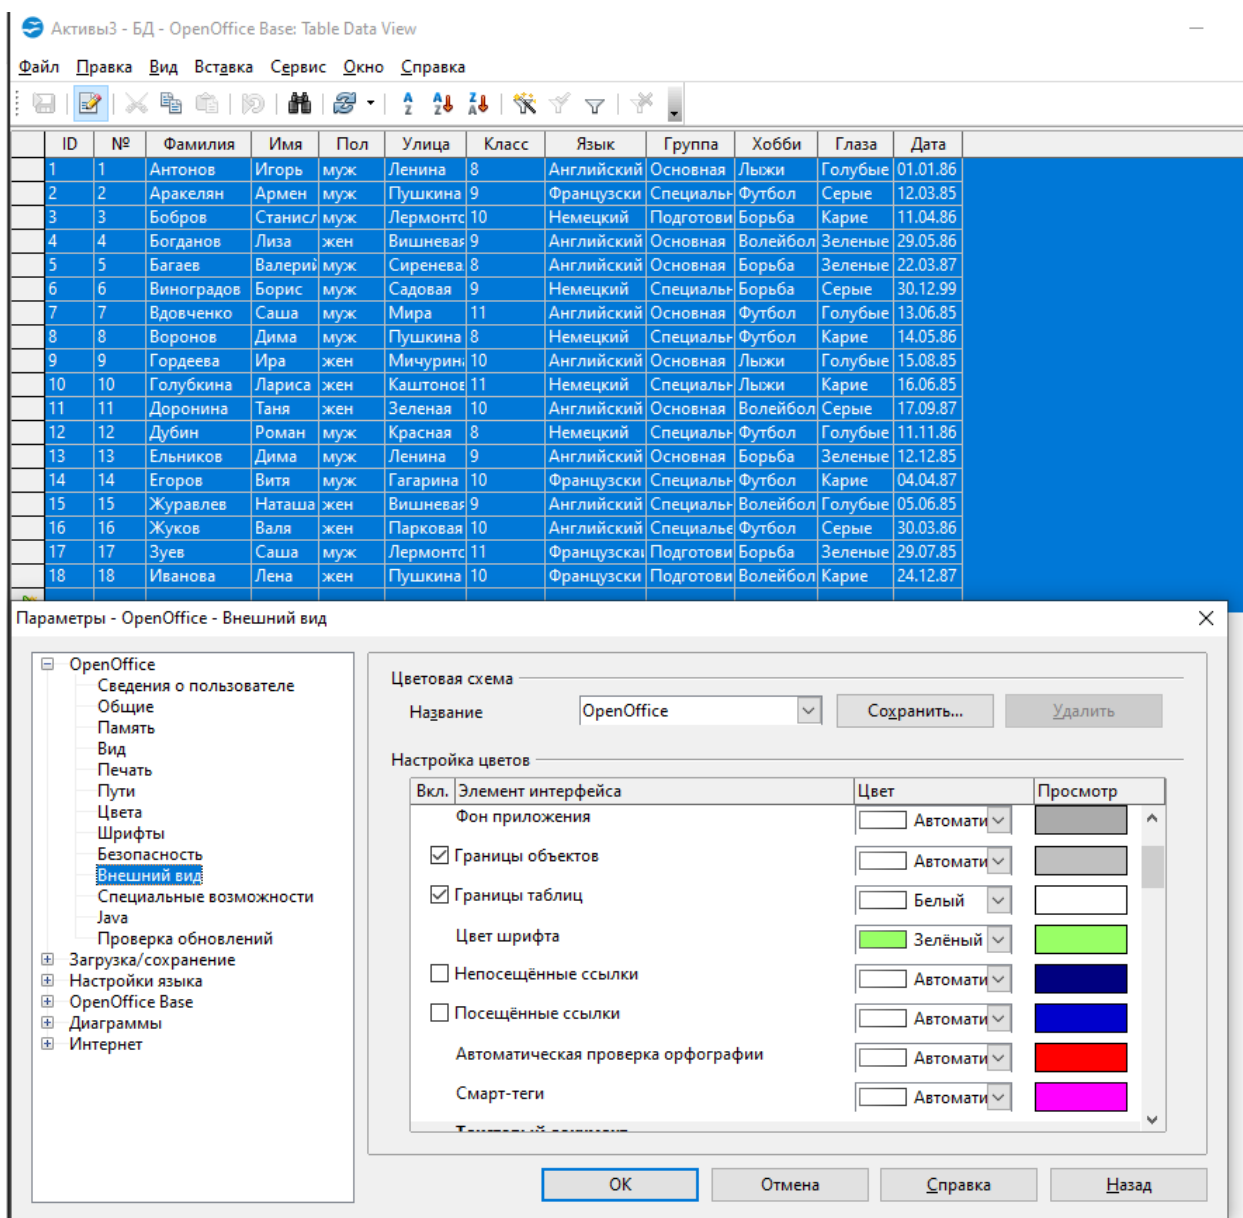 Активы3 - БД - OpenOffice Base: Table Data View
Файл Правка Вид Вставка Сервис Окно Справка
ID № Фамилия Имя Пол Улица Класс Язык Группа Хобби Глаза Дата
1 1 Антонов Игорь муж Ленина 8 Английский Основная Лыжи Голубые 01.01.86
2 2 Аракелян Армен муж Пушкина 9 Французски Специальн Футбол Серые 12.03.85
3 3 Бобров Станисл муж Лермонто 10 Немецкий Подготови Борьба Карие 11.04.86
4 4 Богданов Лиза жен Вишневая 9 Английский Основная Волейбол Зеленые 29.05.86
5 5 Багаев Валерий муж Сиренева 8 Английский Основная Борьба Зеленые 22.03.87
6 6 Виноградов Борис муж Садовая 9 Немецкий Специальн Борьба Серые 30.12.99
7 7 Вдовченко Саша муж Мира 11 Английский Основная Футбол Голубые 13.06.85
8 8 Воронов Дима муж Пушкина 8 Немецкий Специальн Футбол Карие 14.05.86
9 9 Гордеева Ира жен Мичурин 10 Английский Основная Лыжи Голубые 15.08.85
10 10 Голубкина Лариса жен Каштонов 11 Немецкий Специальн Лыжи Карие 16.06.85
11 11 Доронина Таня жен Зеленая 10 Английский Основная Волейбол Серые 17.09.87
12 12 Дубин Роман муж Красная 8 Немецкий Специальн Футбол Голубые 11.11.86
13 13 Ельников Дима муж Ленина 9 Английский Основная Борьба Зеленые 12.12.85
14 14 Егоров Витя муж Гагарина 10 Французски Специальн Футбол Карие 04.04.87
15 15 Журавлев Наташа жен Вишневая 9 Английский Специальн Волейбол Голубые 05.06.85
16 16 Жуков Валя жен Парковая 10 Английский Специалье Футбол Серые 30.03.86
17 17 Зуев Саша муж Лермонто 11 Французска Подготови Борьба Зеленые 29.07.85
18 18 Иванова Лена жен Пушкина 10 Французски Подготови Волейбол Карие 24.12.87
Параметры - OpenOffice - Внешний вид
OpenOffice
Сведения о пользователе
Общие
Память
Вид
Печать
Пути
Цвета
Шрифты
Безопасность
Внешний вид
Специальные возможности
Java
Проверка обновлений
Загрузка/сохранение
Настройки языка
OpenOffice Base
Диаграммы
Интернет
Цветовая схема
Название OpenOffice Сохранить... Удалить
Настройка цветов
Вкл. Элемент интерфейса Цвет Просмотр
Фон приложения Автомати
Границы объектов Автомати
Границы таблиц Белый
Цвет шрифта Зелёный
Непосещённые ссылки Автомати
Посещённые ссылки Автомати
Автоматическая проверка орфографии Автомати
Смарт-теги Автомати
Текстовый документ
OK Отмена Справка Назад